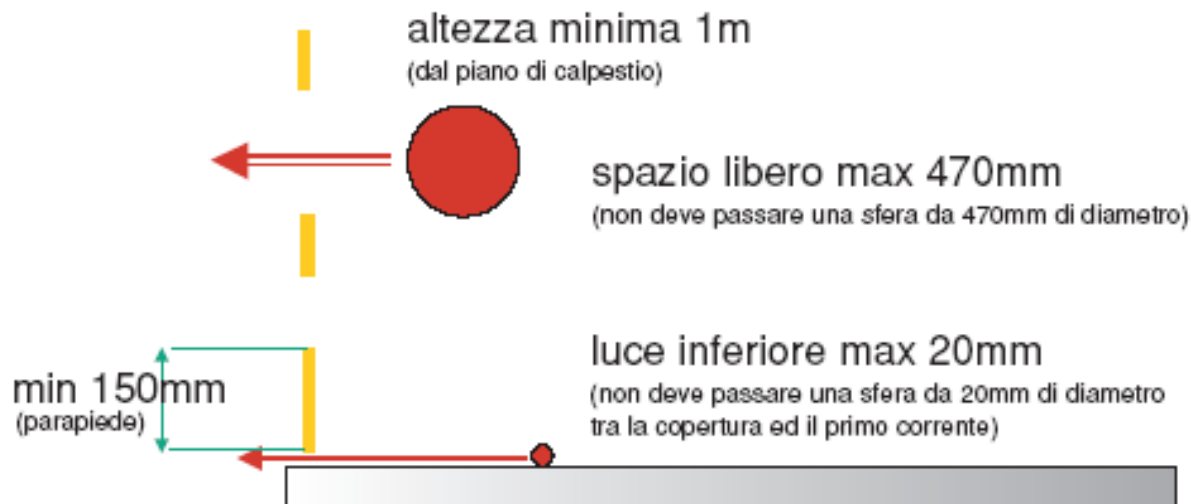 altezza minima 1m
(dal piano di calpestio)
spazio libero max 470mm
(non deve passare una sfera da 470mm di diametro)
luce inferiore max 20mm
(non deve passare una sfera da 20mm di diametro
tra la copertura ed il primo corrente)
min 150mm
(parapiede)